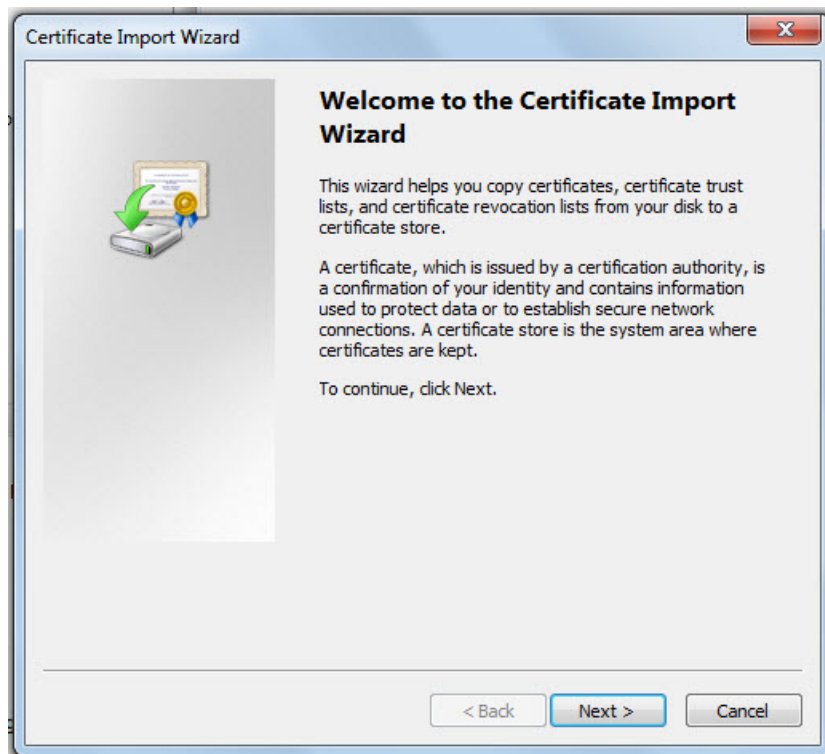 Certificate Import Wizard
Welcome to the Certificate Import
Wizard
This wizard helps you copy certificates, certificate trust
lists, and certificate revocation lists from your disk to a
certificate store.
A certificate, which is issued by a certification authority, is
a confirmation of your identity and contains information
used to protect data or to establish secure network
connections. A certificate store is the system area where
certificates are kept.
To continue, click Next.
< Back
Next >
Cancel